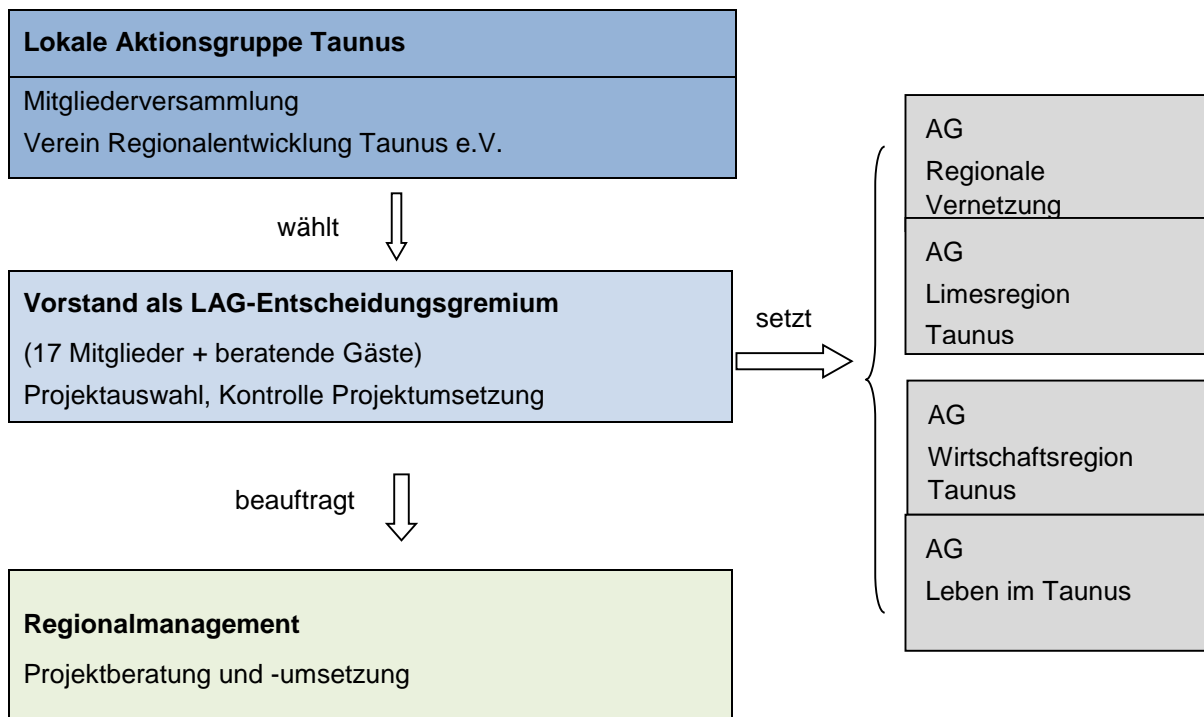 Lokale Aktionsgruppe Taunus
Mitgliederversammlung
Verein Regionalentwicklung Taunus e.V.
wählt
Vorstand als LAG-Entscheidungsgremium
(17 Mitglieder + beratende Gäste)
Projektauswahl, Kontrolle Projektumsetzung
setzt
beauftragt
Regionalmanagement
Projektberatung und -umsetzung
AG
Regionale
Vernetzung
AG
Limesregion
Taunus
AG
Wirtschaftsregion
Taunus
AG
Leben im Taunus